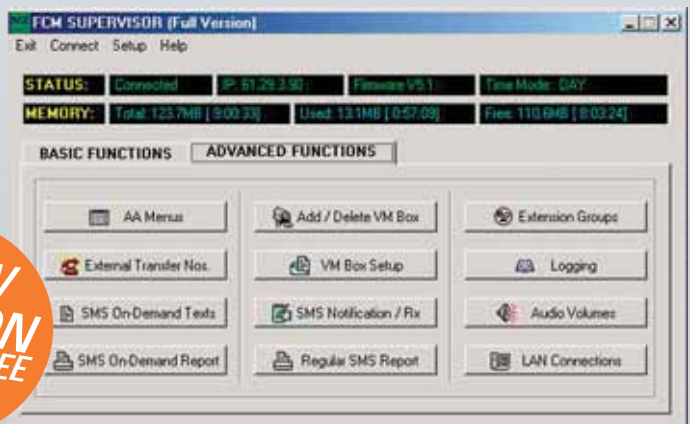 FCM SUPERVISOR (Full Version)
Exit Connect Setup Help
STATUS: Connected IP: 61.29.3.90 Firmware V5.1 Time Mode: DAY
MEMORY: Total: 123.7MB [ 9:00:33] Used: 13.1MB [ 0:57:09] Free: 110.6MB [ 8:03:24]
BASIC FUNCTIONS ADVANCED FUNCTIONS
AA Menus Add / Delete VM Box Extension Groups
External Transfer Nos. VM Box Setup Logging
SMS On-Demand Texts SMS Notification / Rx Audio Volumes
SMS On-Demand Report Regular SMS Report LAN Connections